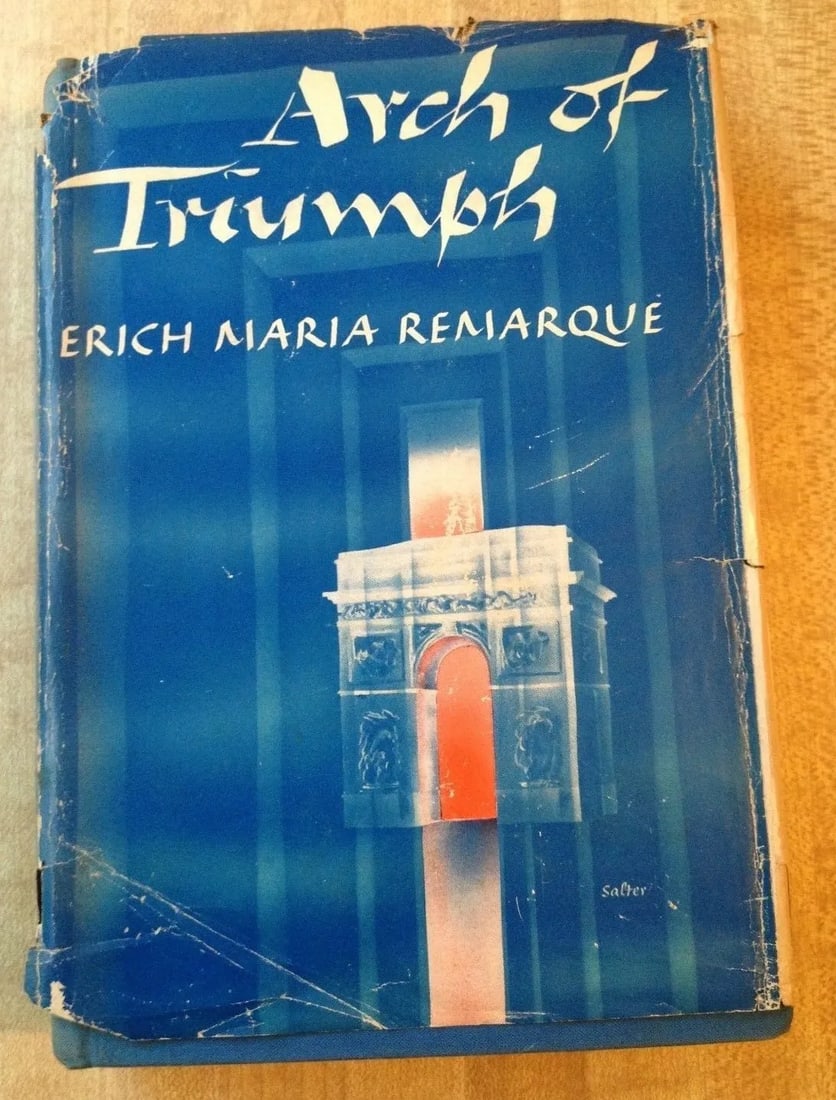 Arch of
Triumph
ERICH MARIA REMARQUE
Salter